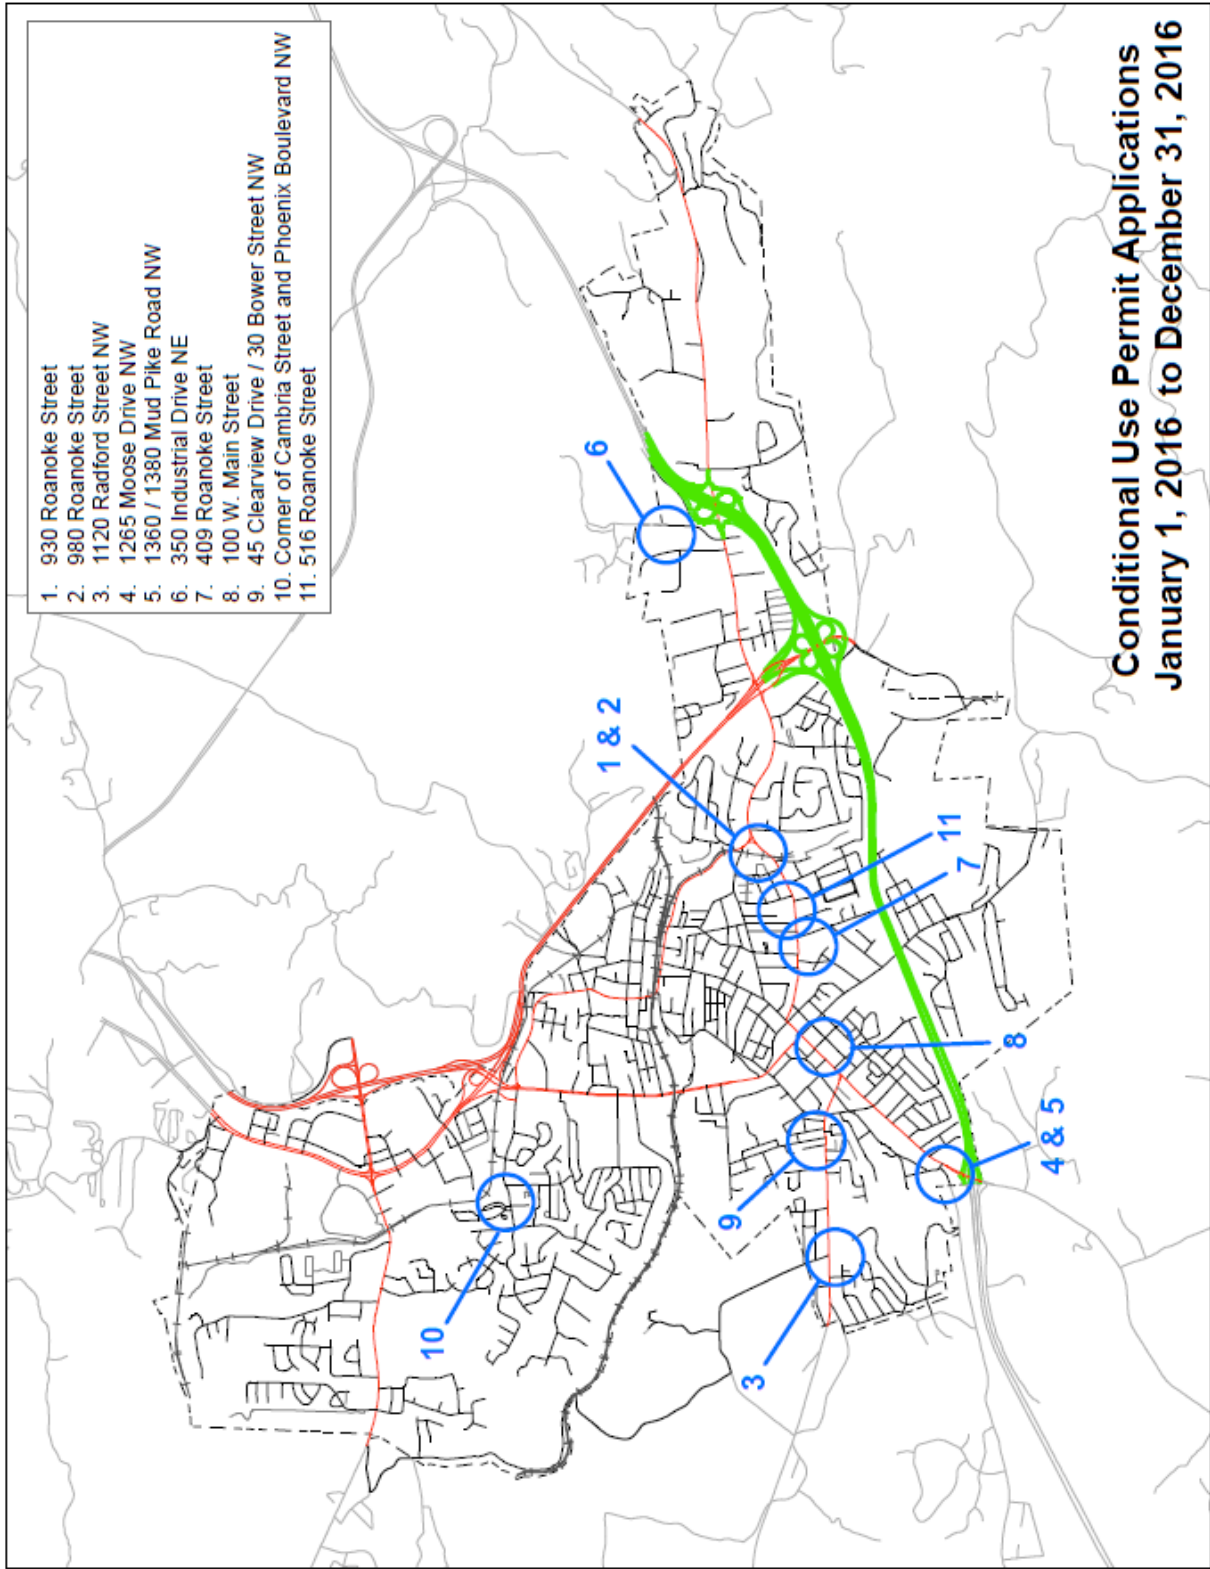 1. 930 Roanoke Street
2. 980 Roanoke Street
3. 1120 Radford Street NW
4. 1265 Moose Drive NW
5. 1360 / 1380 Mud Pike Road NW
6. 350 Industrial Drive NE
7. 409 Roanoke Street
8. 100 W. Main Street
9. 45 Clearview Drive / 30 Bower Street NW
10. Corner of Cambria Street and Phoenix Boulevard NW
11. 516 Roanoke Street
10
6
1 & 2
9
3
11
7
8
4 & 5
Conditional Use Permit Applications
January 1, 2016 to December 31, 2016